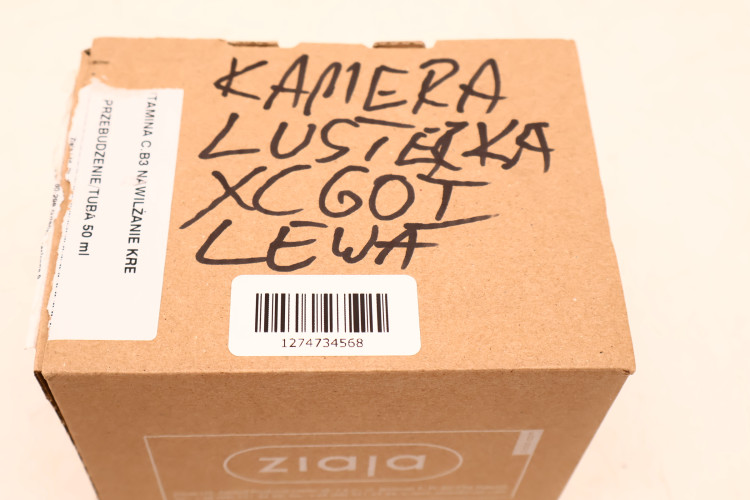 KAMERA
LUSTERKA
XC60T
LEWA
TAMINA C.B3 NAWILŻANIE KRE
PRZEBUDZENIE/TUBA 50 ml
1274734568
ziaja